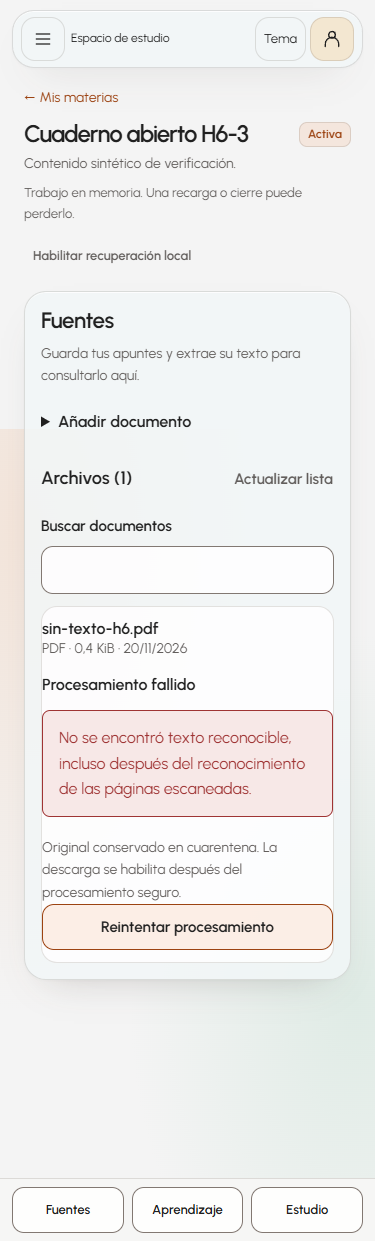 Espacio de estudio
Tema
← Mis materias
Cuaderno abierto H6-3
Activa
Contenido sintético de verificación.
Trabajo en memoria. Una recarga o cierre puede
perderlo.
Habilitar recuperación local
Fuentes
Guarda tus apuntes y extrae su texto para
consultarlo aquí.
▶ Añadir documento
Archivos (1)
Actualizar lista
Buscar documentos
sin-texto-h6.pdf
PDF · 0,4 KiB · 20/11/2026
Procesamiento fallido
No se encontró texto reconocible,
incluso después del reconocimiento
de las páginas escaneadas.
Original conservado en cuarentena. La
descarga se habilita después del
procesamiento seguro.
Reintentar procesamiento
Fuentes
Aprendizaje
Estudio